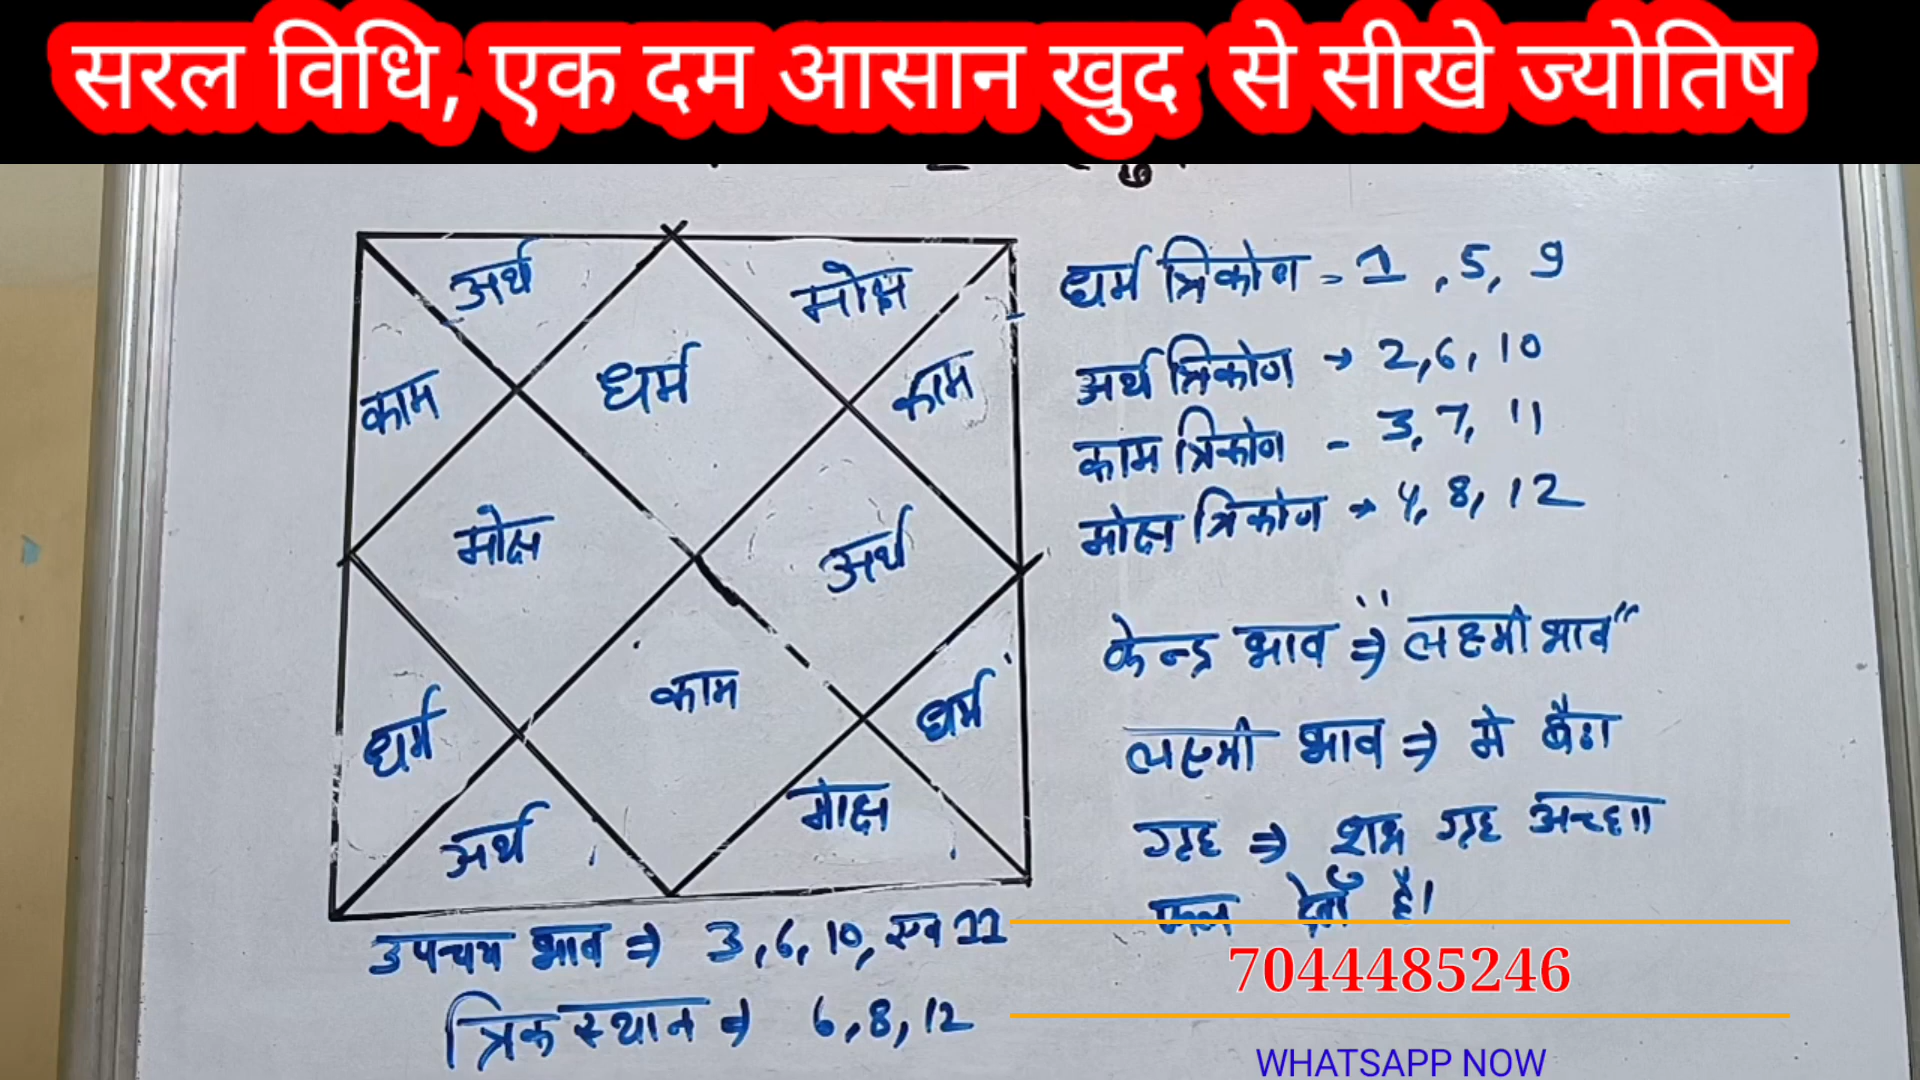 सरल विधि, एक दम आसान खुद से सीखे ज्योतिष
अर्थ
मोक्ष
काम
धर्म
काम
मोक्ष
अर्थ
धर्म
काम
धर्म
अर्थ
मोक्ष
धर्म त्रिकोण = 1, 5, 9
अर्थ त्रिकोण → 2, 6, 10
काम त्रिकोण - 3, 7, 11
मोक्ष त्रिकोण → 4, 8, 12
केन्द्र भाव ⇒ "लक्ष्मी भाव"
लक्ष्मी भाव ⇒ मे बैठा
ग्रह ⇒ ग्रह अच्छा
फल है।
उपचय भाव ⇒ 3, 6, 10, एव 11
त्रिक स्थान ⇒ 6, 8, 12
7044485246
WHATSAPP NOW